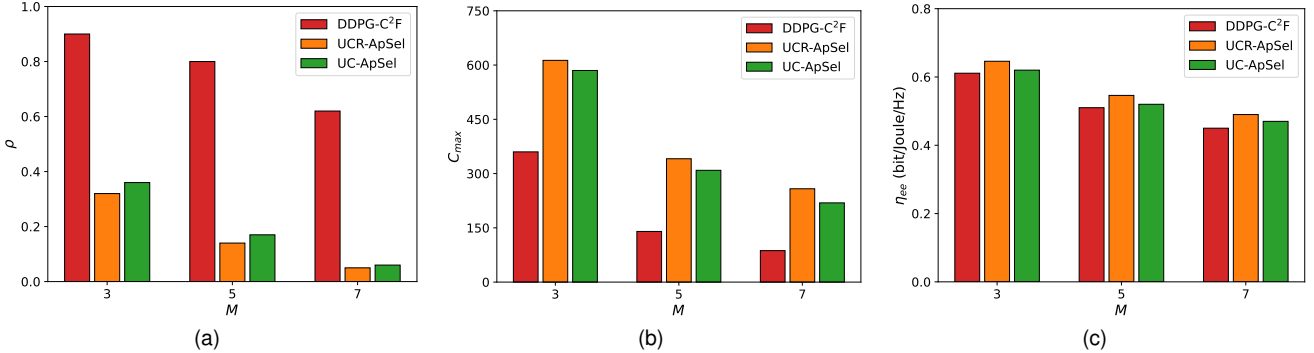 1.0
0.8
0.6
0.4
0.2
0.0
ρ
3 5 7
M
DDPG-C²F
UCR-ApSel
UC-ApSel
(a)
750
600
450
300
150
0
C_max
3 5 7
M
DDPG-C²F
UCR-ApSel
UC-ApSel
(b)
0.8
0.6
0.4
0.2
0.0
η_ee (bit/Joule/Hz)
3 5 7
M
DDPG-C²F
UCR-ApSel
UC-ApSel
(c)